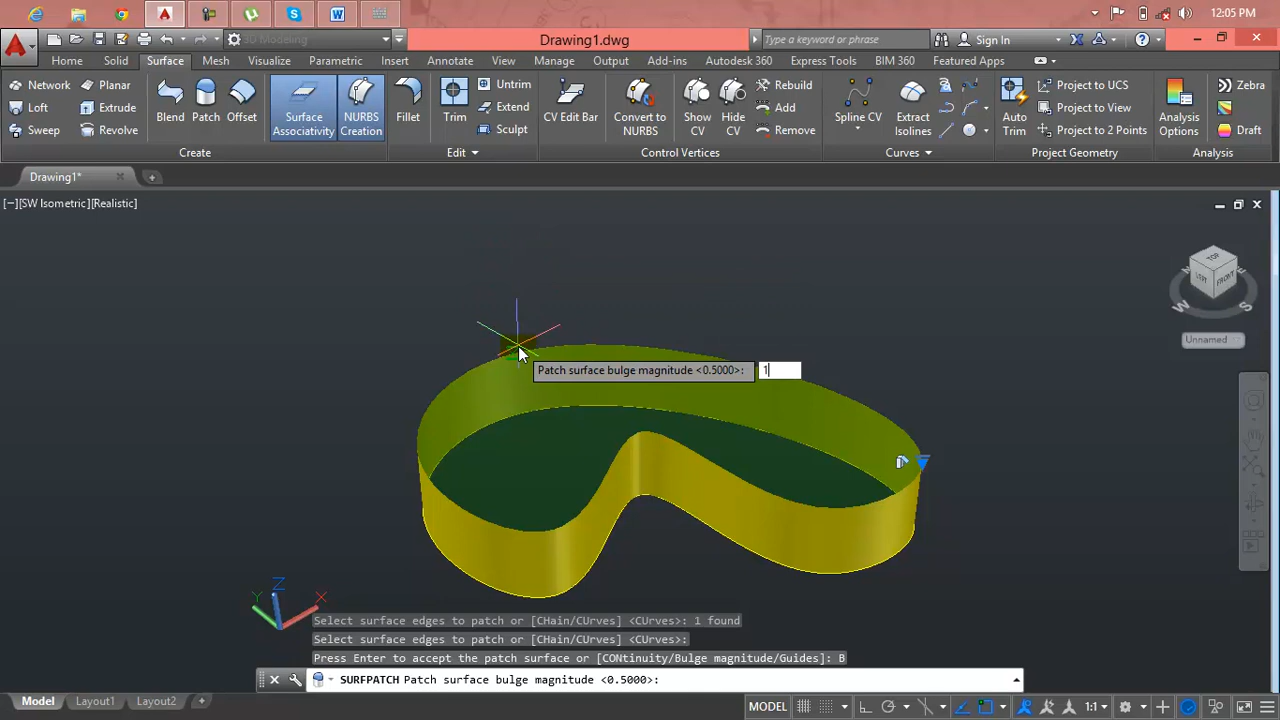 12:05 PM
3D Modeling
Drawing1.dwg
Type a keyword or phrase
Sign In
Home Solid Surface Mesh Visualize Parametric Insert Annotate View Manage Output Add-ins Autodesk 360 Express Tools BIM 360 Featured Apps
Network Planar
Loft Extrude
Sweep Revolve
Blend Patch Offset
Surface Associativity
NURBS Creation
Fillet
Trim
Untrim
Extend
Sculpt
CV Edit Bar
Convert to NURBS
Show CV
Hide CV
Rebuild
Add
Remove
Spline CV
Extract Isolines
Auto Trim
Project to UCS
Project to View
Project to 2 Points
Analysis Options
Zebra
Draft
Create Edit Control Vertices Curves Project Geometry Analysis
Drawing1*
[−][SW Isometric][Realistic]
TOP
LEFT FRONT
W S
Unnamed
Patch surface bulge magnitude <0.5000>: 1
Z
Y X
Select surface edges to patch or [CHain/CUrves] <CUrves>: 1 found
Select surface edges to patch or [CHain/CUrves] <CUrves>:
Press Enter to accept the patch surface or [CONtinuity/Bulge magnitude/Guides]: B
SURFPATCH Patch surface bulge magnitude <0.5000>:
Model Layout1 Layout2 +
MODEL 1:1